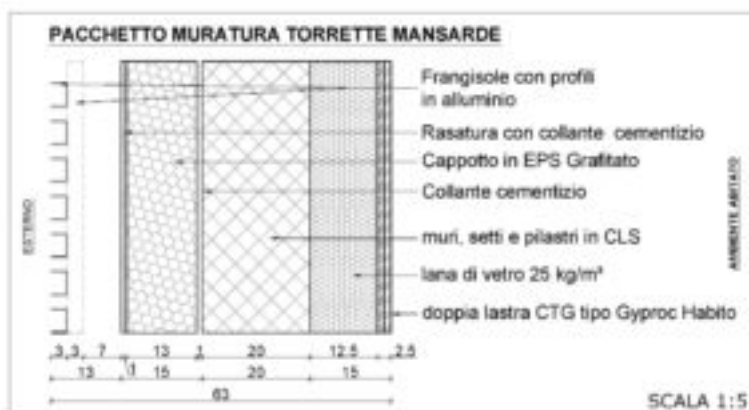 PACCHETTO MURATURA TORRETTE MANSARDE
Frangisole con profili
in alluminio
Rasatura con collante cementizio
Cappotto in EPS Grafitato
Collante cementizio
muri, setti e pilastri in CLS
lana di vetro 25 kg/m³
doppia lastra CTG tipo Gyproc Habito
ESTERNO
AMBIENTE ABITATO
3 3 7 13 1 20 12.5 2.5
13 1 15 20 15
63
SCALA 1:5